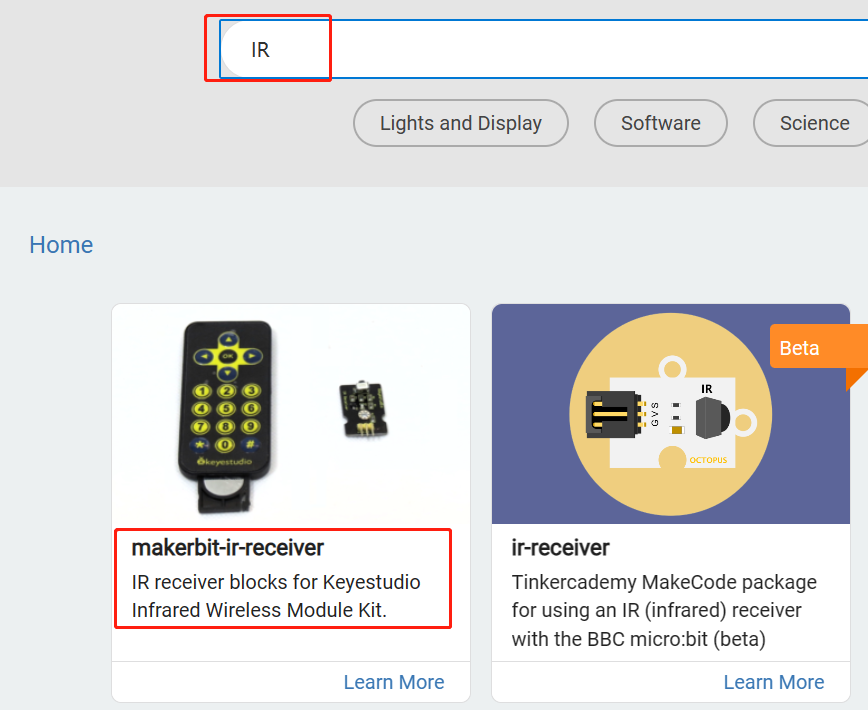 IR
Lights and Display
Software
Science
Home
OK
1 2 3
4 5 6
7 8 9
* 0 #
keyestudio
Beta
IR
G V S
OCTOPUS
makerbit-ir-receiver
IR receiver blocks for Keyestudio
Infrared Wireless Module Kit.
Learn More
ir-receiver
Tinkercademy MakeCode package
for using an IR (infrared) receiver
with the BBC micro:bit (beta)
Learn More